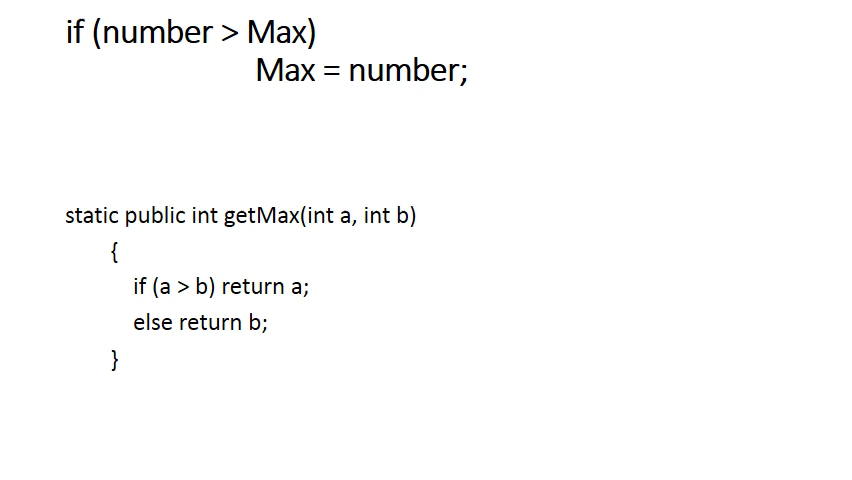 if (number > Max)
Max = number;
static public int getMax(int a, int b)
{
if (a > b) return a;
else return b;
}